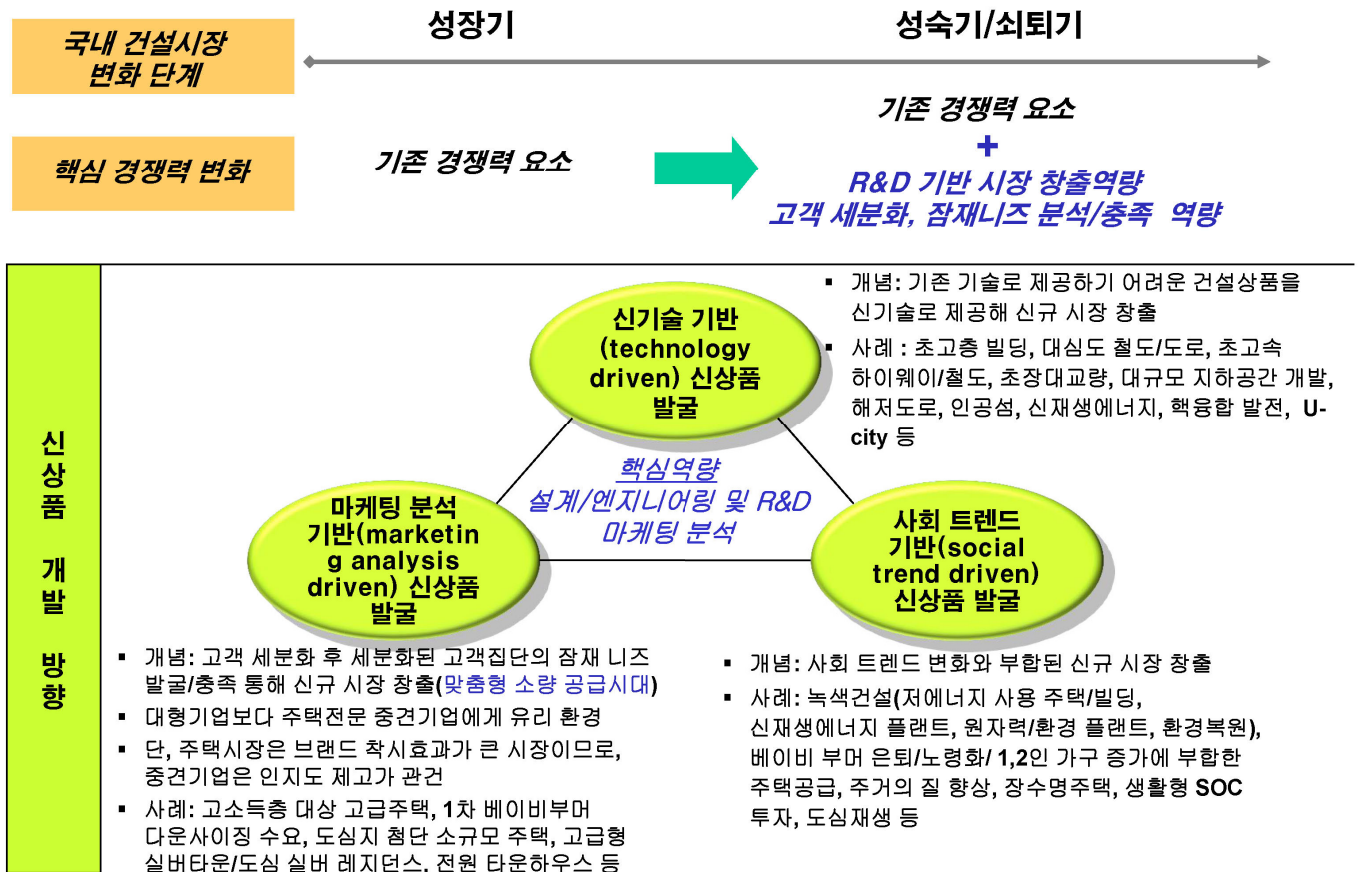 국내 건설시장
변화 단계
성장기
성숙기/쇠퇴기
핵심 경쟁력 변화
기존 경쟁력 요소
기존 경쟁력 요소
+
R&D 기반 시장 창출역량
고객 세분화, 잠재니즈 분석/충족 역량
신상품 개발 방향
신기술 기반
(technology
driven) 신상품
발굴
▪ 개념: 기존 기술로 제공하기 어려운 건설상품을
신기술로 제공해 신규 시장 창출
▪ 사례 : 초고층 빌딩, 대심도 철도/도로, 초고속
하이웨이/철도, 초장대교량, 대규모 지하공간 개발,
해저도로, 인공섬, 신재생에너지, 핵융합 발전, U-
city 등
핵심역량
설계/엔지니어링 및 R&D
마케팅 분석
마케팅 분석
기반(marketin
g analysis
driven) 신상품
발굴
사회 트렌드
기반(social
trend driven)
신상품 발굴
▪ 개념: 고객 세분화 후 세분화된 고객집단의 잠재 니즈
발굴/충족 통해 신규 시장 창출(맞춤형 소량 공급시대)
▪ 대형기업보다 주택전문 중견기업에게 유리 환경
▪ 단, 주택시장은 브랜드 착시효과가 큰 시장이므로,
중견기업은 인지도 제고가 관건
▪ 사례: 고소득층 대상 고급주택, 1차 베이비부머
다운사이징 수요, 도심지 첨단 소규모 주택, 고급형
실버타운/도심 실버 레지던스, 전원 타운하우스 등
▪ 개념: 사회 트렌드 변화와 부합된 신규 시장 창출
▪ 사례: 녹색건설(저에너지 사용 주택/빌딩,
신재생에너지 플랜트, 원자력/환경 플랜트, 환경복원),
베이비 부머 은퇴/노령화/ 1,2인 가구 증가에 부합한
주택공급, 주거의 질 향상, 장수명주택, 생활형 SOC
투자, 도심재생 등